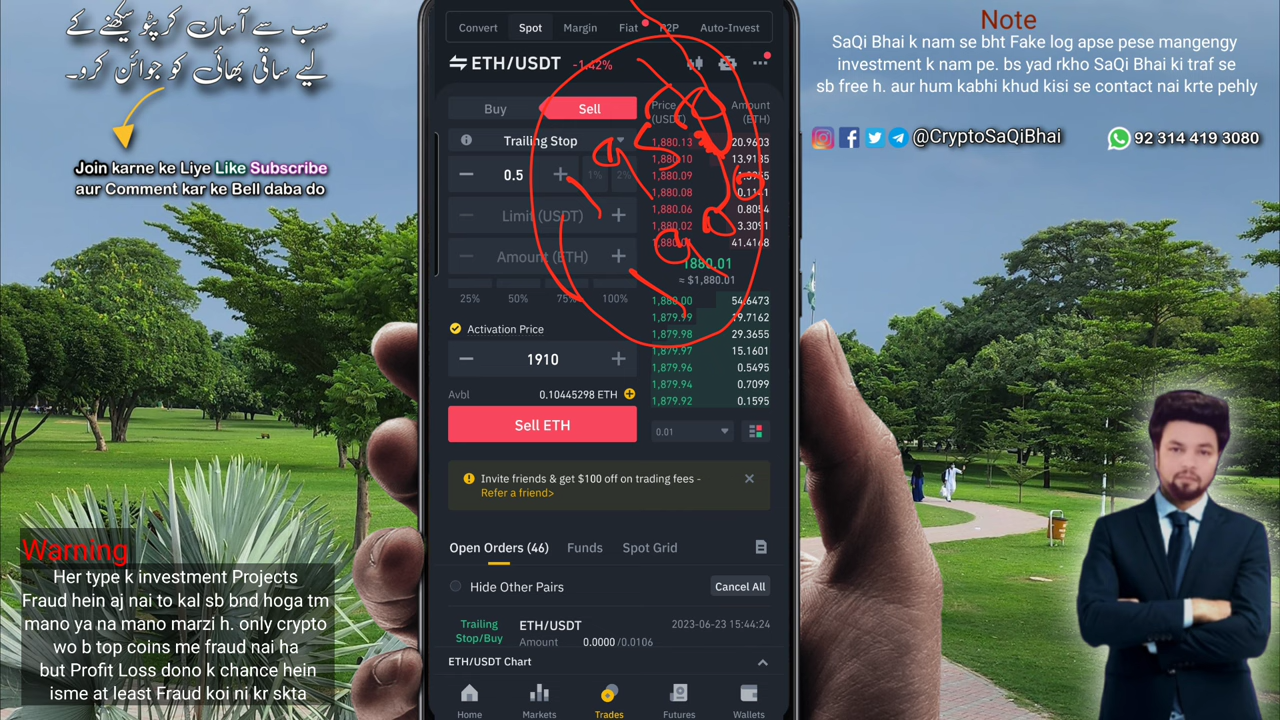 سب سے آسان کرپٹو سیکھنے کے
لیے ساقی بھائی کو جوائن کرو۔
Join karne ke Liye Like Subscribe
aur Comment kar ke Bell daba do
Warning
Her type k investment Projects
Fraud hein aj nai to kal sb bnd hoga tm
mano ya na mano marzi h. only crypto
wo b top coins me fraud nai ha
but Profit Loss dono k chance hein
isme at least Fraud koi ni kr skta
Convert Spot Margin Fiat P2P Auto-Invest
ETH/USDT -1.42%
Buy Sell
Trailing Stop
0.5 1% 2%
Limit (USDT)
Amount (ETH)
25% 50% 75% 100%
Activation Price
1910
Avbl 0.10445298 ETH
Sell ETH
Price (USDT) Amount (ETH)
1,880.13 20.9603
1,880.10 13.9135
1,880.09
1,880.08 0.1141
1,880.06 0.8054
1,880.02 3.3091
1,880.01 41.4168
1880.01
≈ $1,880.01
1,880.00 54.6473
1,879.99 19.7162
1,879.98 29.3655
1,879.97 15.1601
1,879.96 0.5495
1,879.94 0.7099
1,879.92 0.1595
0.01
Invite friends & get $100 off on trading fees -
Refer a friend>
Open Orders (46) Funds Spot Grid
Hide Other Pairs Cancel All
Trailing Stop/Buy ETH/USDT 2023-06-23 15:44:24
Amount 0.0000 /0.0106
ETH/USDT Chart
Home Markets Trades Futures Wallets
Note
SaQi Bhai k nam se bht Fake log apse pese mangengy
investment k nam pe. bs yad rkho SaQi Bhai ki traf se
sb free h. aur hum kabhi khud kisi se contact nai krte pehly
@CryptoSaQiBhai 92 314 419 3080